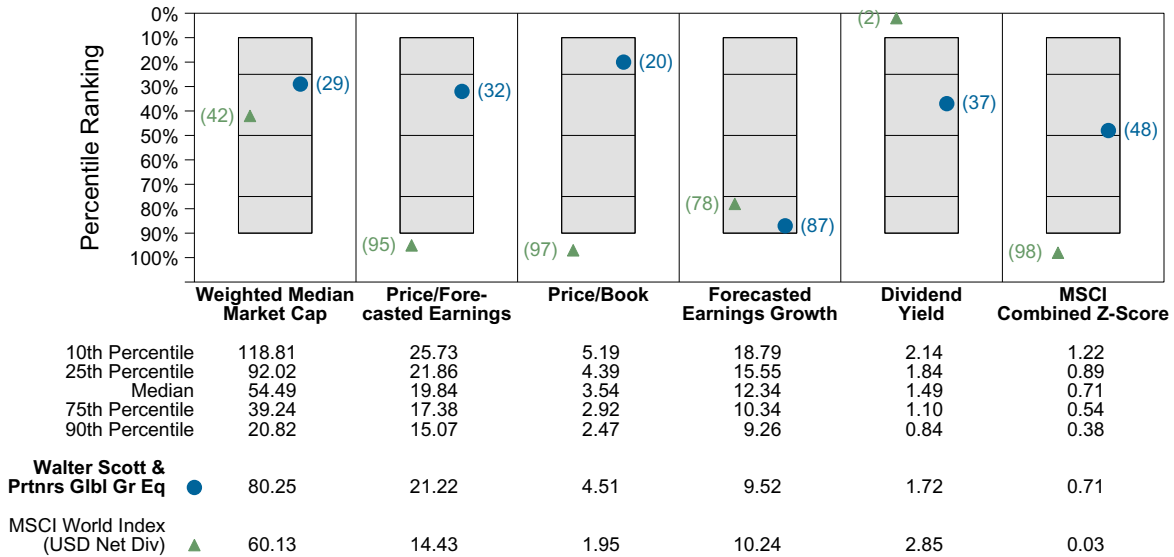 Percentile Ranking
0%
10%
20%
30%
40%
50%
60%
70%
80%
90%
100%
(42) (29)
(95) (32)
(97) (20)
(78) (87)
(2) (37)
(98) (48)
Weighted Median
Market Cap
Price/Fore-
casted Earnings
Price/Book
Forecasted
Earnings Growth
Dividend
Yield
MSCI
Combined Z-Score
10th Percentile 118.81 25.73 5.19 18.79 2.14 1.22
25th Percentile 92.02 21.86 4.39 15.55 1.84 0.89
Median 54.49 19.84 3.54 12.34 1.49 0.71
75th Percentile 39.24 17.38 2.92 10.34 1.10 0.54
90th Percentile 20.82 15.07 2.47 9.26 0.84 0.38
Walter Scott &
Prtnrs Glbl Gr Eq 80.25 21.22 4.51 9.52 1.72 0.71
MSCI World Index
(USD Net Div) 60.13 14.43 1.95 10.24 2.85 0.03